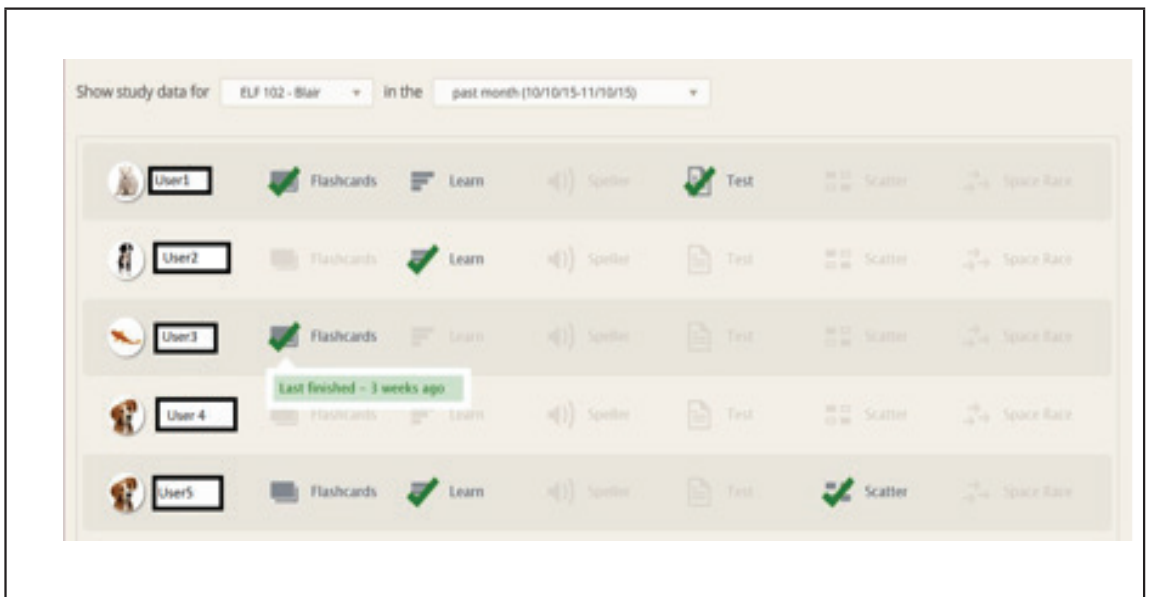 Show study data for ELF 102 - Blair in the past month (10/10/15-11/10/15)
User1 Flashcards Learn Speller Test Scatter Space Race
User2 Flashcards Learn Speller Test Scatter Space Race
User3 Flashcards Learn Speller Test Scatter Space Race
Last finished – 3 weeks ago
User 4 Flashcards Learn Speller Test Scatter Space Race
User5 Flashcards Learn Speller Test Scatter Space Race